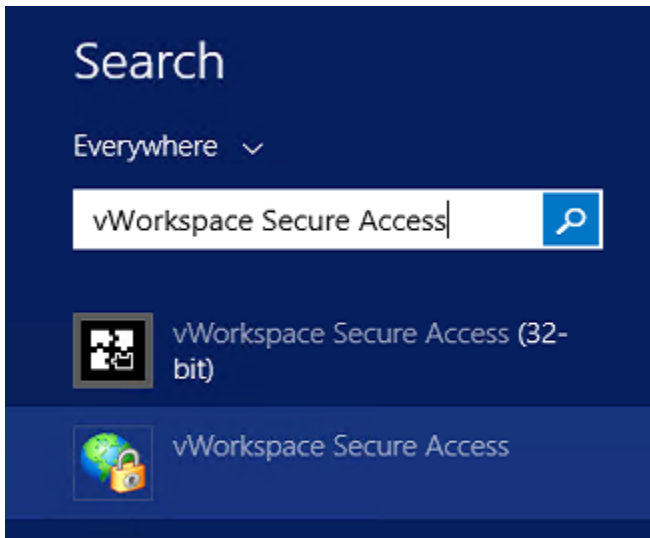 Search
Everywhere
vWorkspace Secure Access
vWorkspace Secure Access (32-
bit)
vWorkspace Secure Access